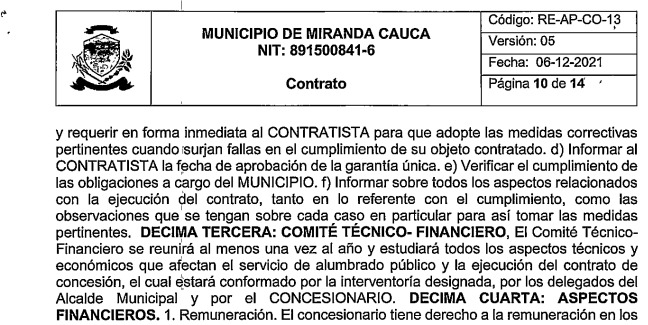 MUNICIPIO DE MIRANDA CAUCA
NIT: 891500841-6
Contrato
Código: RE-AP-CO-13
Versión: 05
Fecha: 06-12-2021
Página 10 de 14
y requerir en forma inmediata al CONTRATISTA para que adopte las medidas correctivas
pertinentes cuando surjan fallas en el cumplimiento de su objeto contratado. d) Informar al
CONTRATISTA la fecha de aprobación de la garantía única. e) Verificar el cumplimiento de
las obligaciones a cargo del MUNICIPIO. f) Informar sobre todos los aspectos relacionados
con la ejecución del contrato, tanto en lo referente con el cumplimiento, como las
observaciones que se tengan sobre cada caso en particular para así tomar las medidas
pertinentes. DECIMA TERCERA: COMITÉ TÉCNICO- FINANCIERO, El Comité Técnico-
Financiero se reunirá al menos una vez al año y estudiará todos los aspectos técnicos y
económicos que afectan el servicio de alumbrado público y la ejecución del contrato de
concesión, el cual estará conformado por la interventoría designada, por los delegados del
Alcalde Municipal y por el CONCESIONARIO. DECIMA CUARTA: ASPECTOS
FINANCIEROS. 1. Remuneración. El concesionario tiene derecho a la remuneración en los